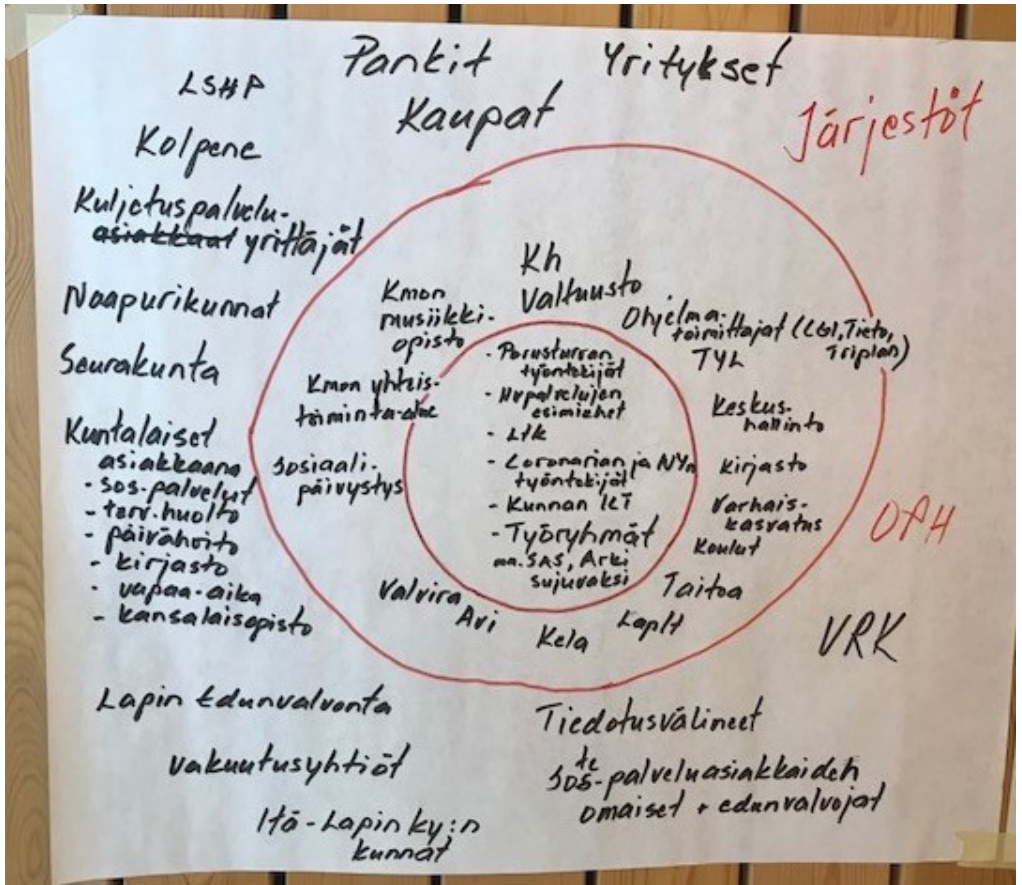 LSHP
Pankit
Yritykset
Kaupat
Järjestöt
Kolpene
Kuljetuspalvelu-
asiakkaat yrittäjät
Naapurikunnat
Seurakunta
Kuntalaiset
asiakkaana
- sos-palvelut
- terv.huolto
- päivähoito
- kirjasto
- vapaa-aika
- kansalaisopisto
Kh
Valtuusto
Kmon
musiikki-
opisto
Ohjelma-
toimittajat (CGI, Tieto,
Triplan)
TYL
Kmon yhteis-
toiminta-alue
Keskus-
hallinto
Sosiaali-
päivystys
Kirjasto
Varhais-
kasvatus
Koulut
- Perusturvan
työntekijät
- Hvpalvelujen
esimiehet
- Ltk
- Coronarian ja NYn
työntekijät
- Kunnan ICT
- Työryhmät
mm. SAS, Arki
sujuvaksi
Valvira
Avi
Kela
LapIt
Taitoa
OPH
VRK
Lapin Edunvalvonta
Vakuutusyhtiöt
Itä-Lapin ky:n
kunnat
Tiedotusvälineet
te
sos-palveluasiakkaiden
omaiset + edunvalvojat